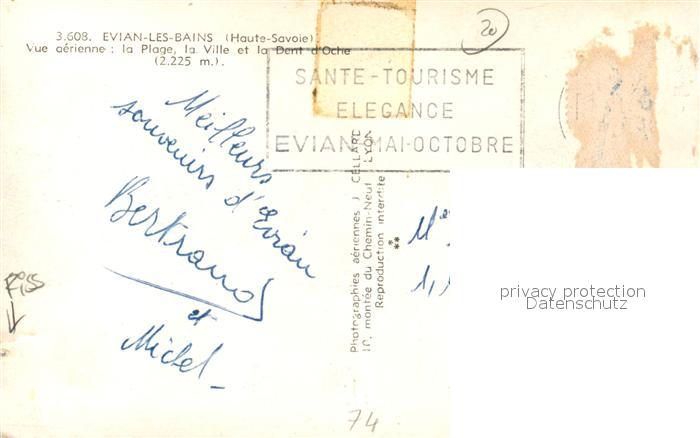 3.608. EVIAN-LES-BAINS (Haute-Savoie)
Vue aérienne : la Plage, la Ville et la Dent d'Oche
(2.225 m.).
20
SANTE-TOURISME
ELEGANCE
EVIAN MAI-OCTOBRE
Meilleurs
souvenirs d'Evian
Bertrand
et
Michel
Photographies aériennes J. CELLARD
10, montée du Chemin-Neuf LYON
Reproduction interdite
privacy protection
Datenschutz
74